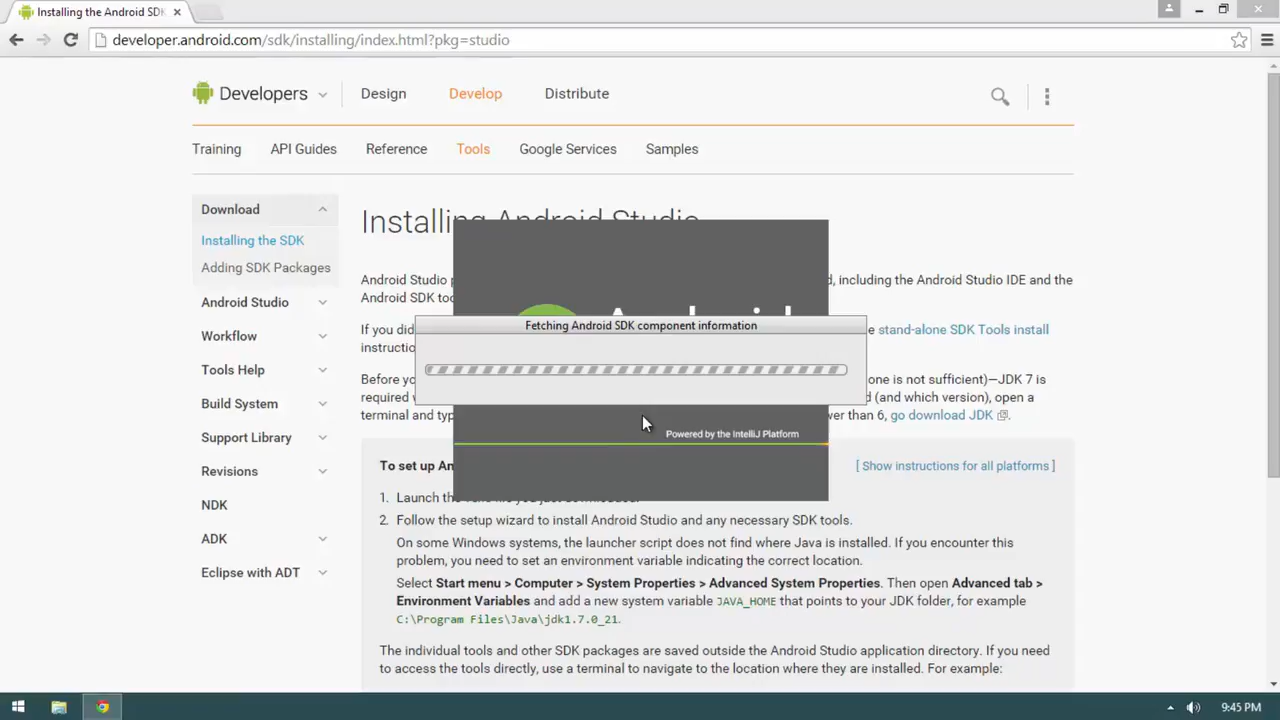 Installing the Android SDK
developer.android.com/sdk/installing/index.html?pkg=studio
Developers
Design
Develop
Distribute
Training
API Guides
Reference
Tools
Google Services
Samples
Download
Installing the SDK
Adding SDK Packages
Android Studio
Workflow
Tools Help
Build System
Support Library
Revisions
NDK
ADK
Eclipse with ADT
Installing Android Studio
Android Studio
d, including the Android Studio IDE and the
Android SDK
If you
e stand-alone SDK Tools install
Before
one is not sufficient)—JDK 7 is
required
d (and which version), open a
terminal and
ver than 6, go download JDK
Fetching Android SDK component information
Powered by the IntelliJ Platform
To set up
[ Show instructions for all platforms ]
1. Launch the
you just downloaded.
2. Follow the setup wizard to install Android Studio and any necessary SDK tools.
On some Windows systems, the launcher script does not find where Java is installed. If you encounter this
problem, you need to set an environment variable indicating the correct location.
Select Start menu > Computer > System Properties > Advanced System Properties. Then open Advanced tab >
Environment Variables and add a new system variable JAVA_HOME that points to your JDK folder, for example
C:\Program Files\Java\jdk1.7.0_21.
The individual tools and other SDK packages are saved outside the Android Studio application directory. If you need
to access the tools directly, use a terminal to navigate to the location where they are installed. For example:
9:45 PM